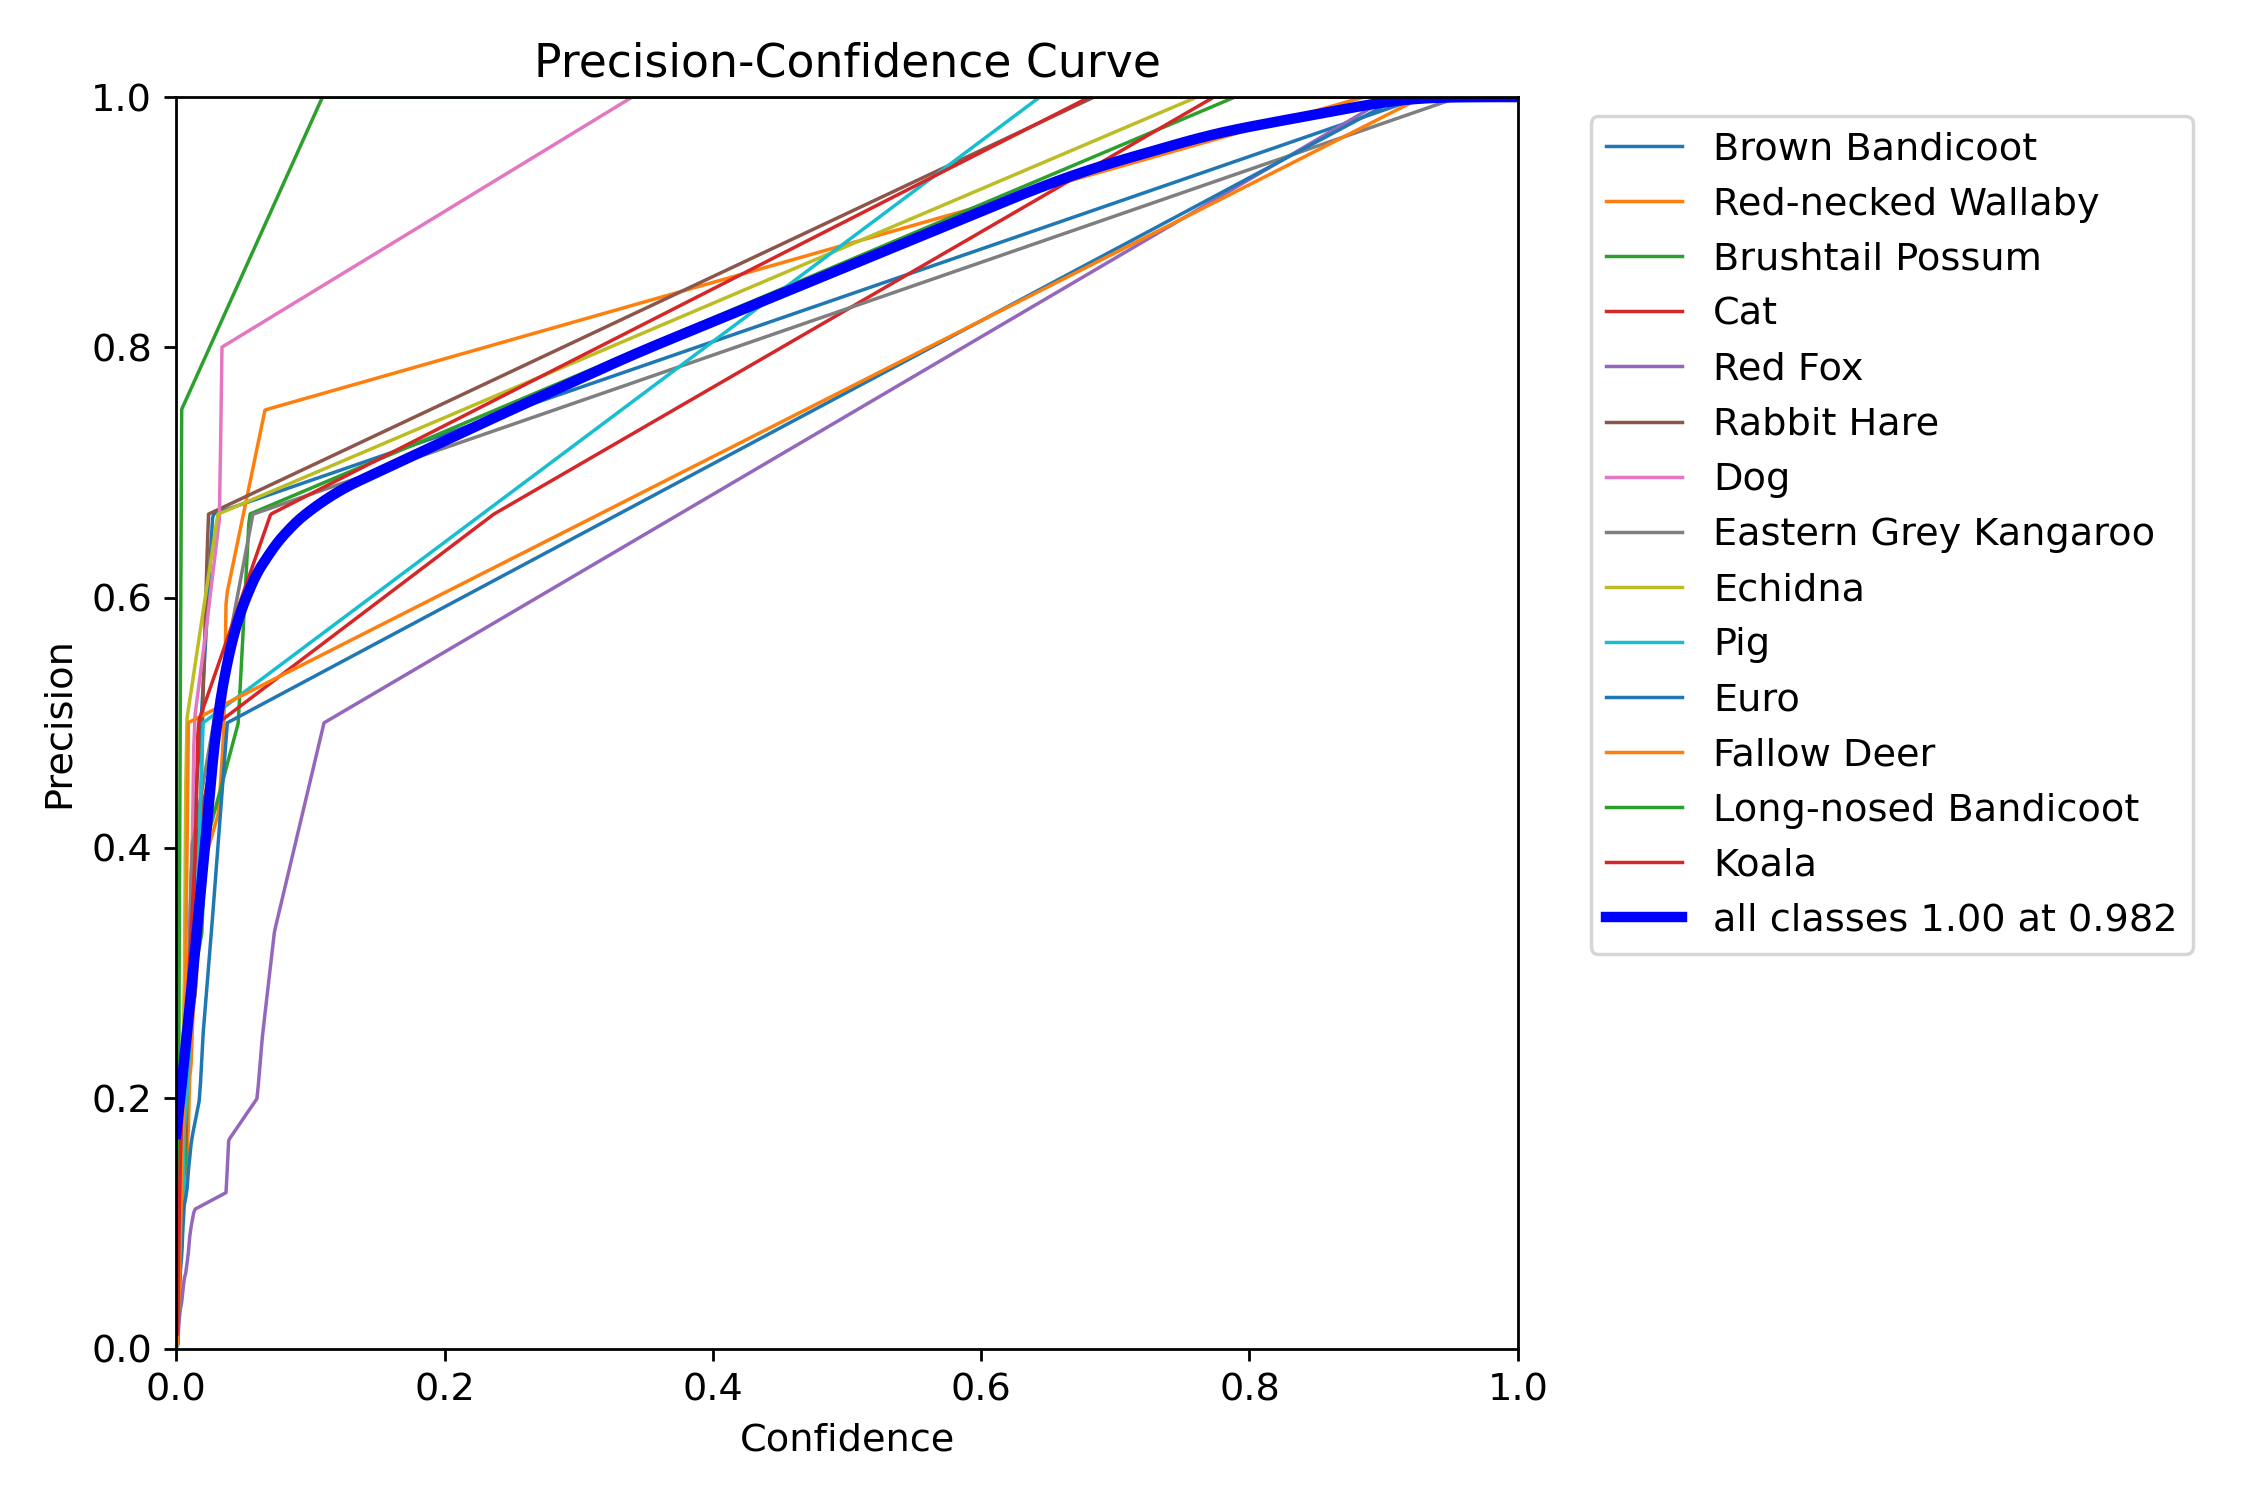 Precision-Confidence Curve
1.0
0.8
0.6
0.4
0.2
0.0
Precision
0.0 0.2 0.4 0.6 0.8 1.0
Confidence
Brown Bandicoot
Red-necked Wallaby
Brushtail Possum
Cat
Red Fox
Rabbit Hare
Dog
Eastern Grey Kangaroo
Echidna
Pig
Euro
Fallow Deer
Long-nosed Bandicoot
Koala
all classes 1.00 at 0.982